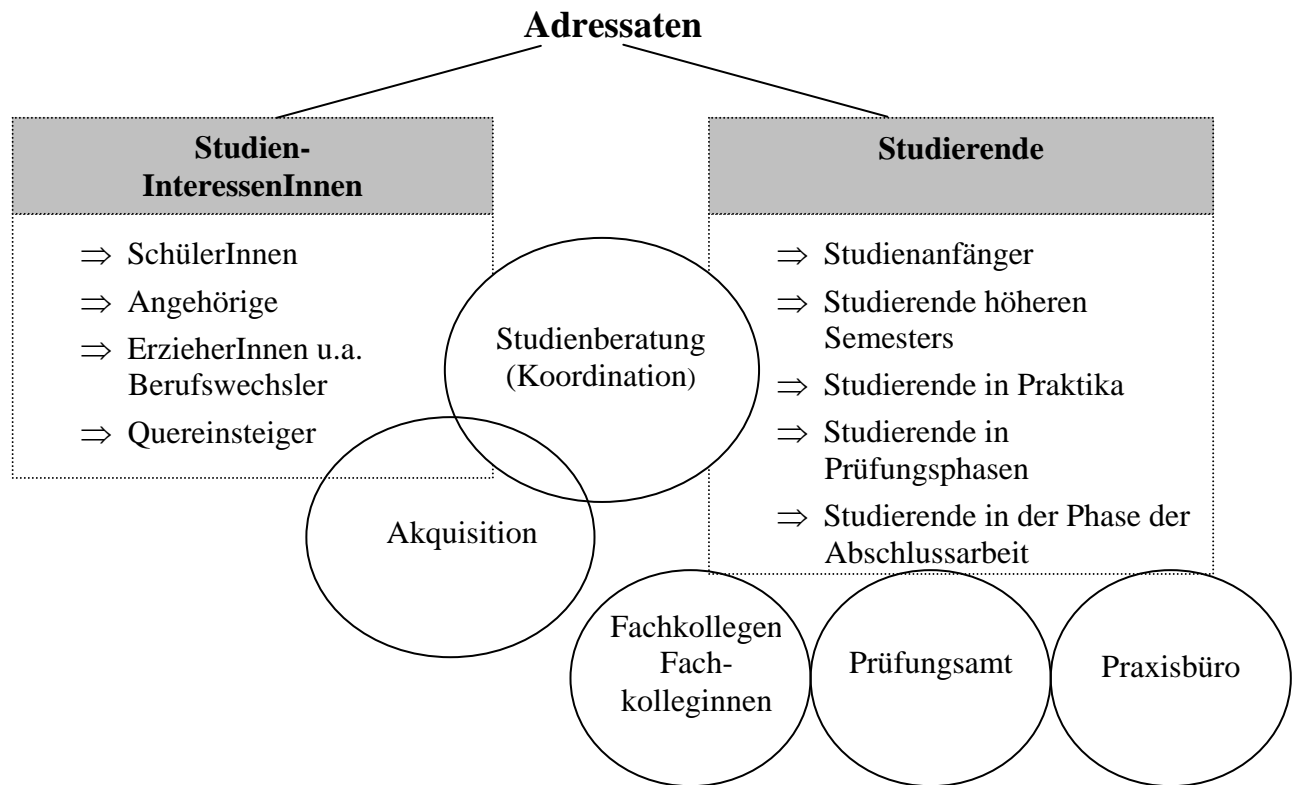 Adressaten
Studien-
InteressenInnen
⇒ SchülerInnen
⇒ Angehörige
⇒ ErzieherInnen u.a.
Berufswechsler
⇒ Quereinsteiger
Studierende
⇒ Studienanfänger
⇒ Studierende höheren
Semesters
⇒ Studierende in Praktika
⇒ Studierende in
Prüfungsphasen
⇒ Studierende in der Phase der
Abschlussarbeit
Studienberatung
(Koordination)
Akquisition
Fachkollegen
Fach-
kolleginnen
Prüfungsamt
Praxisbüro